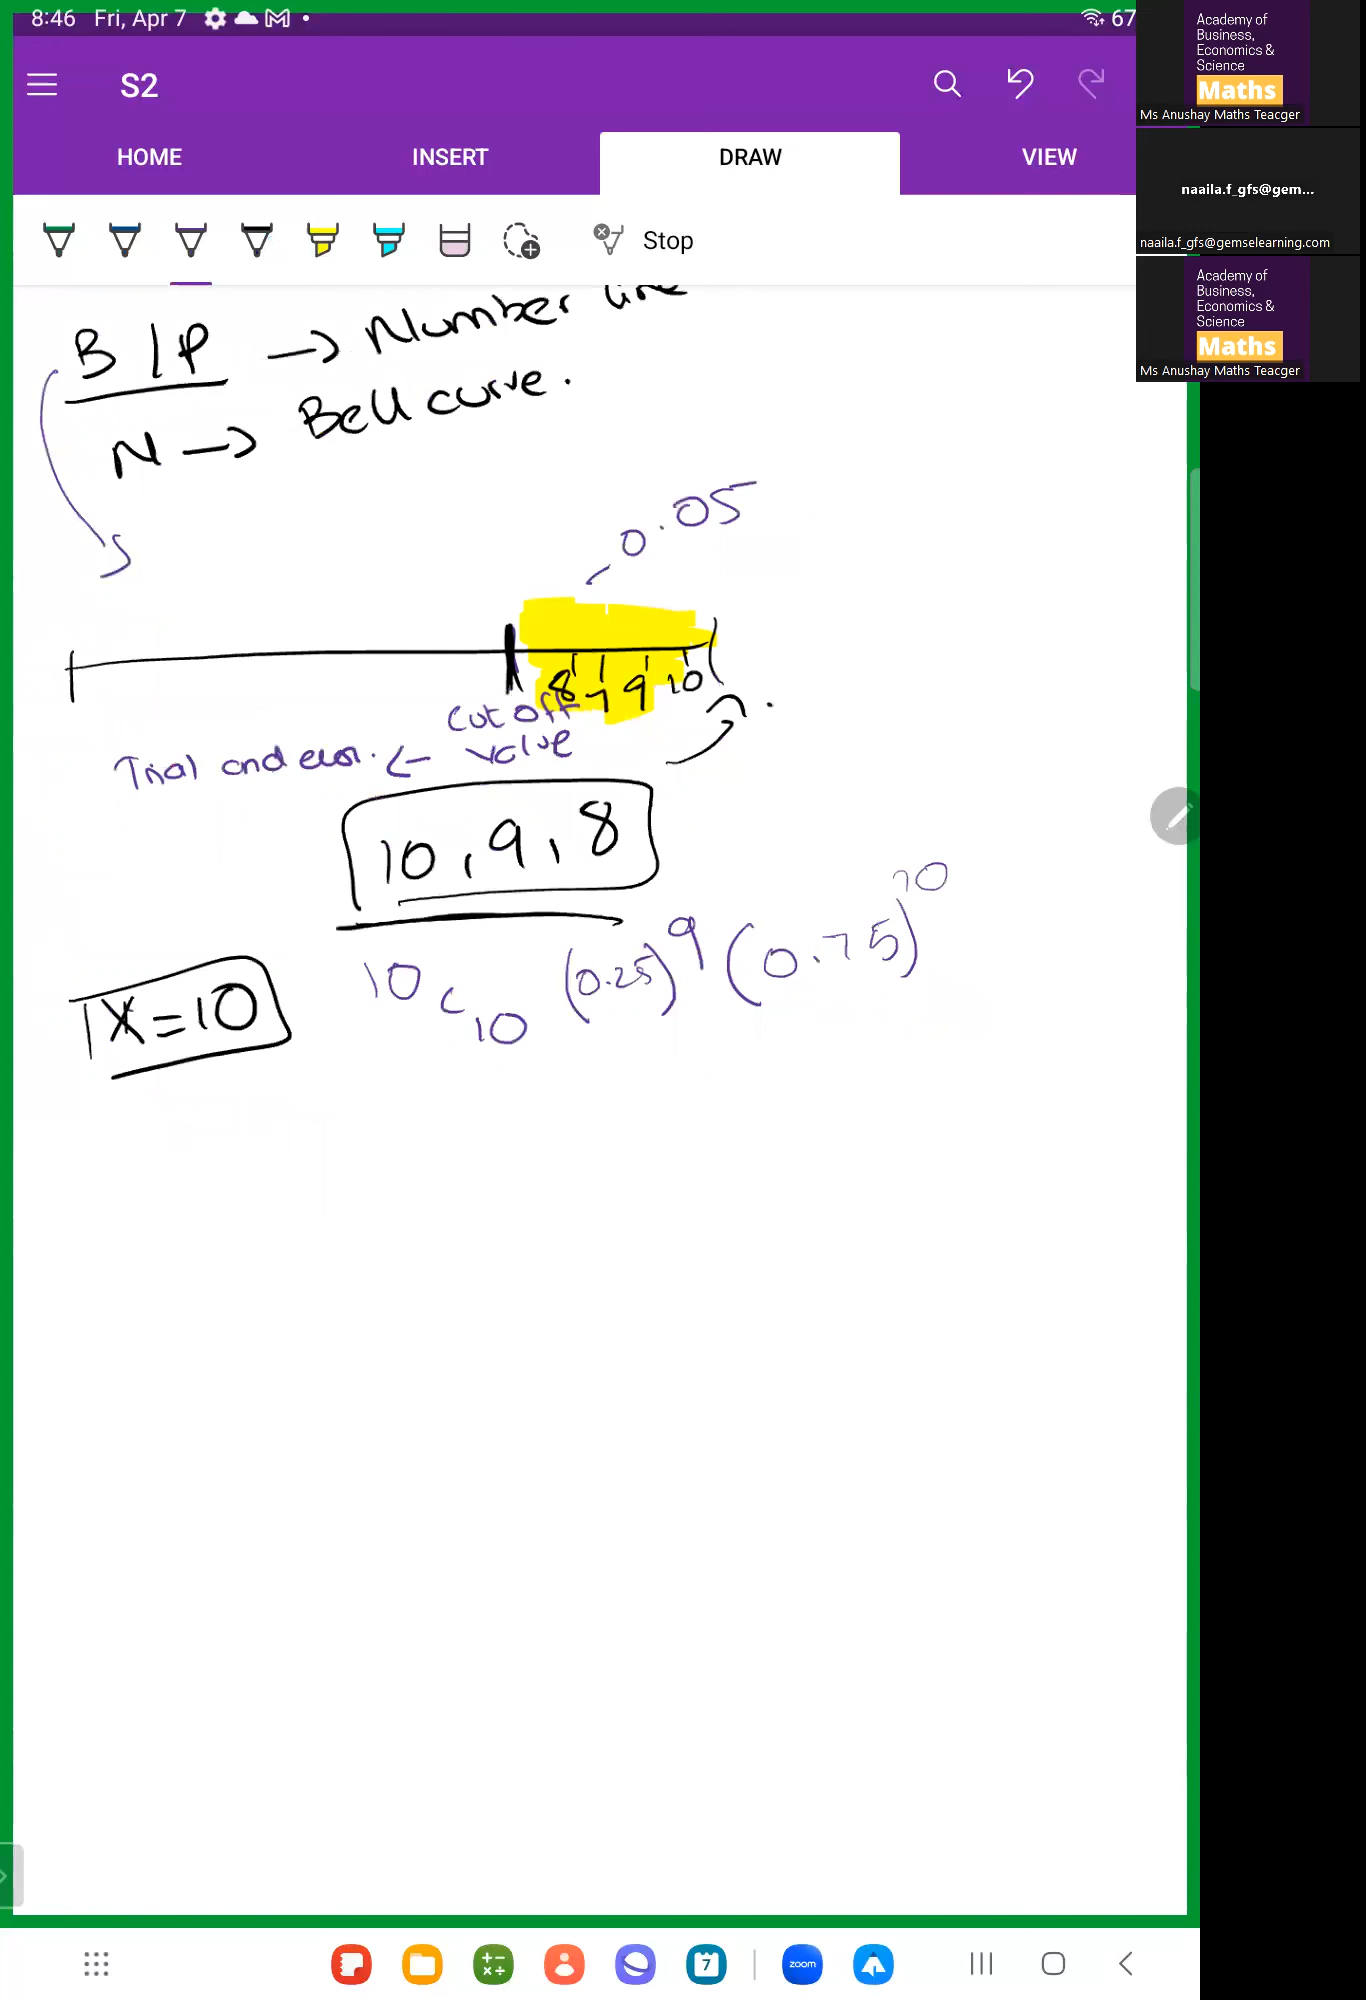 8:46 Fri, Apr 7
67
S2
HOME INSERT DRAW VIEW
Stop
Academy of
Business,
Economics &
Science
Maths
Ms Anushay Maths Teacger
naaila.f_gfs@gem...
naaila.f_gfs@gemselearning.com
Academy of
Business,
Economics &
Science
Maths
Ms Anushay Maths Teacger
B / P → Number line
N → Bell curve.
0.05
8 7 9 10
Cut off
value
Trial and ←
10, 9, 8
10
10 C 10 (0.25)^9 (0.75)
X = 10
7
zoom